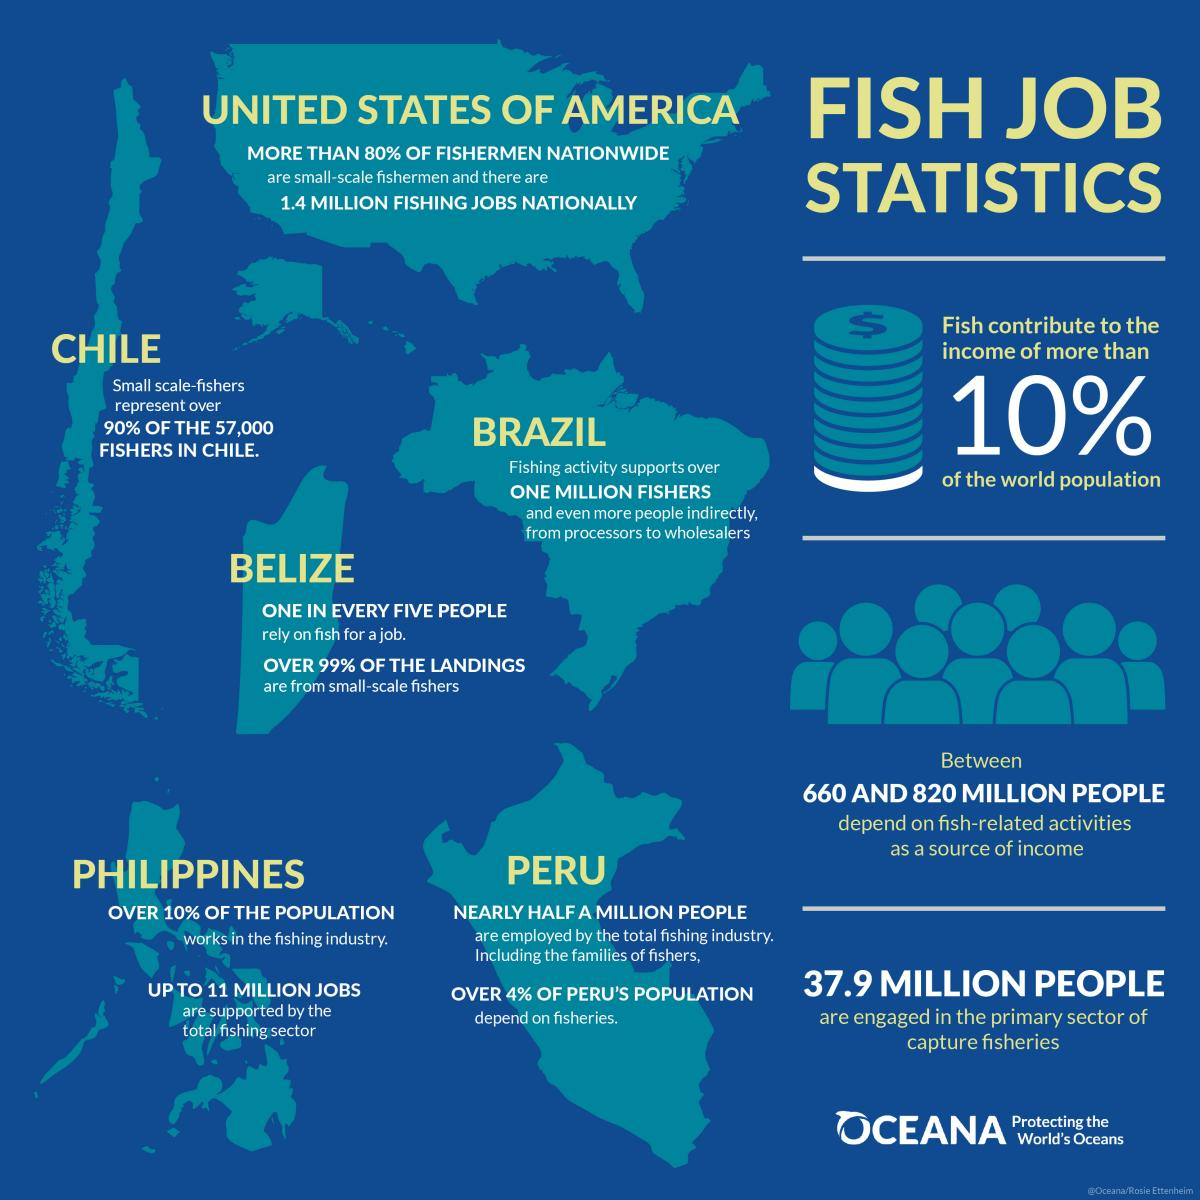 FISH JOB
STATISTICS
UNITED STATES OF AMERICA
MORE THAN 80% OF FISHERMEN NATIONWIDE
are small-scale fishermen and there are
1.4 MILLION FISHING JOBS NATIONALLY
CHILE
Small scale-fishers
represent over
90% OF THE 57,000
FISHERS IN CHILE.
BRAZIL
Fishing activity supports over
ONE MILLION FISHERS
and even more people indirectly,
from processors to wholesalers
BELIZE
ONE IN EVERY FIVE PEOPLE
rely on fish for a job.
OVER 99% OF THE LANDINGS
are from small-scale fishers
PHILIPPINES
OVER 10% OF THE POPULATION
works in the fishing industry.
UP TO 11 MILLION JOBS
are supported by the
total fishing sector
PERU
NEARLY HALF A MILLION PEOPLE
are employed by the total fishing industry.
Including the families of fishers,
OVER 4% OF PERU'S POPULATION
depend on fisheries.
$
Fish contribute to the
income of more than
10%
of the world population
Between
660 AND 820 MILLION PEOPLE
depend on fish-related activities
as a source of income
37.9 MILLION PEOPLE
are engaged in the primary sector of
capture fisheries
OCEANA Protecting the
World's Oceans
@Oceana/Rosie Ettenheim